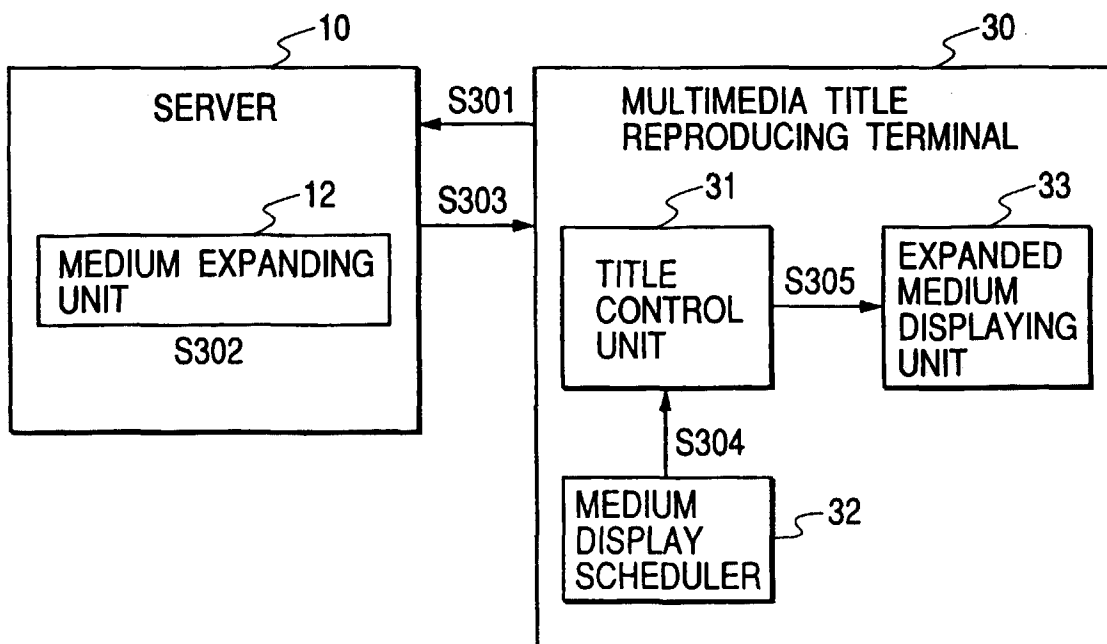 10
30
SERVER
S301
MULTIMEDIA TITLE
REPRODUCING TERMINAL
12
S303
31
33
MEDIUM EXPANDING
UNIT
TITLE
CONTROL
UNIT
S305
EXPANDED
MEDIUM
DISPLAYING
UNIT
S302
S304
MEDIUM
DISPLAY
SCHEDULER
32